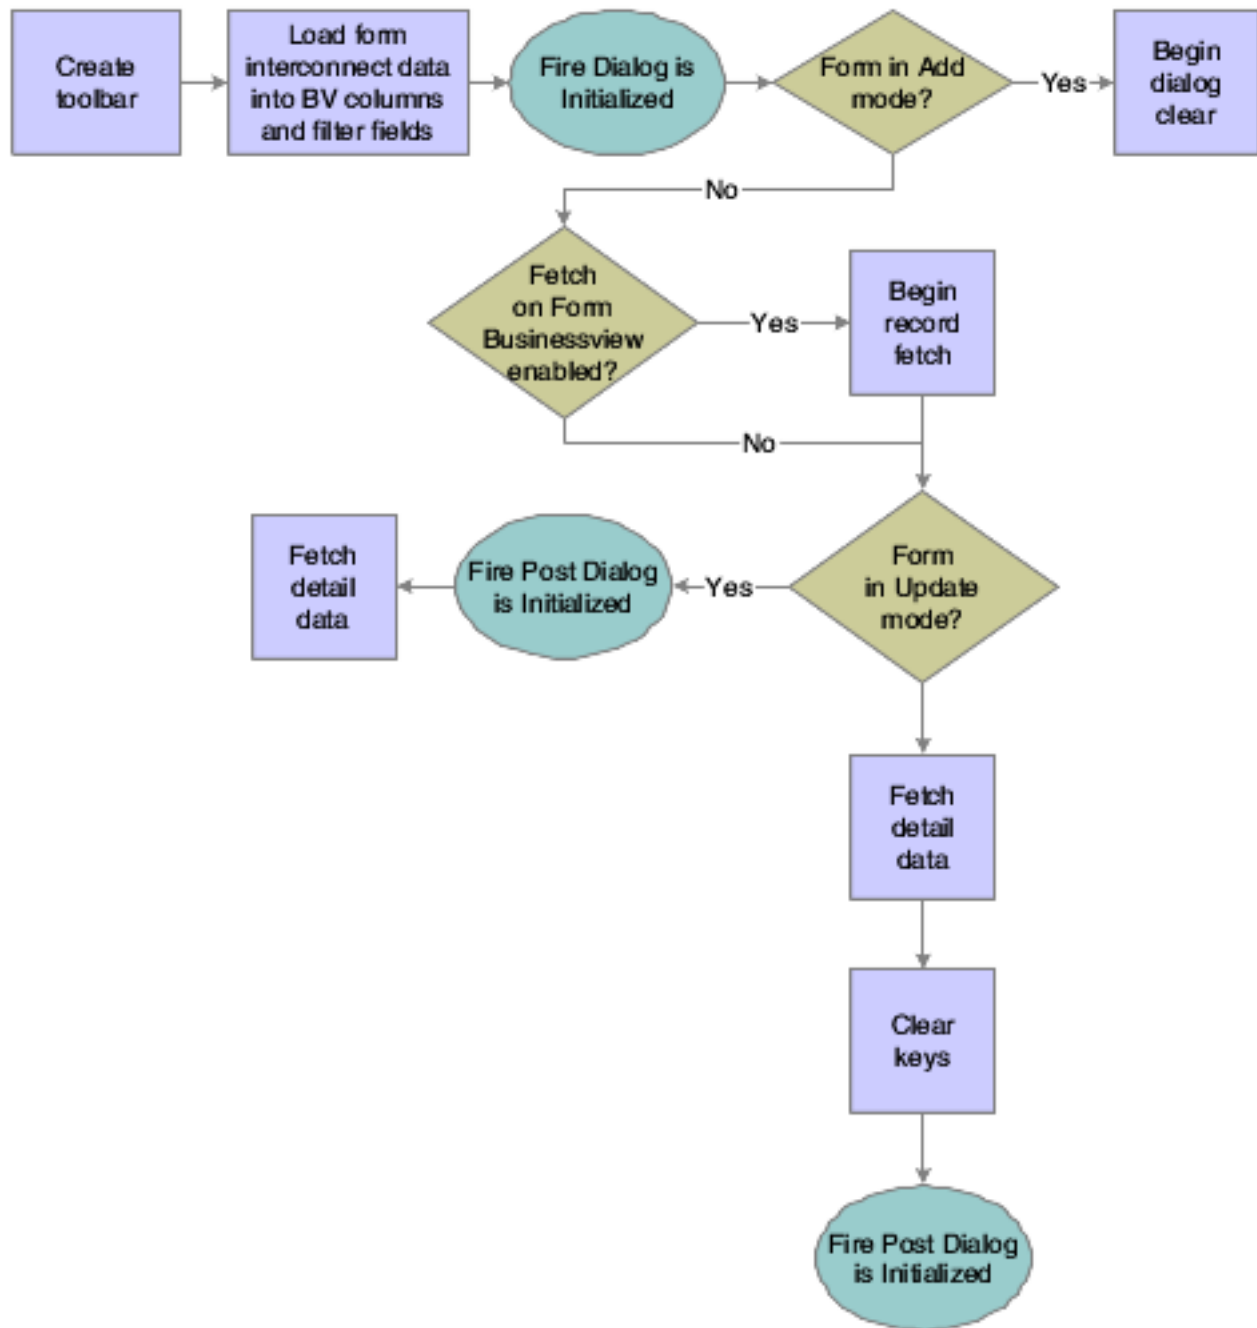 Create
toolbar
Load form
interconnect data
into BV columns
and filter fields
Fire Dialog is
Initialized
Form in Add
mode?
Yes
Begin
dialog
clear
No
Fetch
on Form
Businessview
enabled?
Yes
Begin
record
fetch
No
Form
in Update
mode?
Yes
Fire Post Dialog
is Initialized
Fetch
detail
data
Fetch
detail
data
Clear
keys
Fire Post Dialog
is Initialized